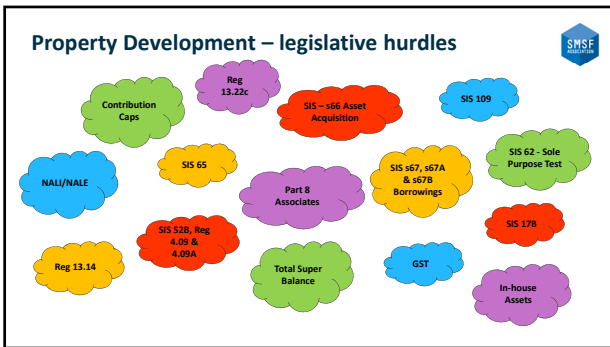 Property Development – legislative hurdles
SMSF
ASSOCIATION
Contribution
Caps
Reg
13.22c
SIS – s66 Asset
Acquisition
SIS 109
NALI/NALE
SIS 65
Part 8
Associates
SIS s67, s67A
& s67B
Borrowings
SIS 62 - Sole
Purpose Test
Reg 13.14
SIS 52B, Reg
4.09 &
4.09A
Total Super
Balance
GST
SIS 17B
In-house
Assets